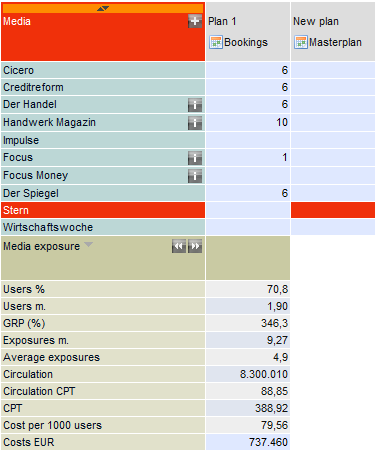 Media Plan 1 New plan
Bookings Masterplan
Cicero 6
Creditreform 6
Der Handel 6
Handwerk Magazin 10
Impulse
Focus 1
Focus Money
Der Spiegel 6
Stern
Wirtschaftswoche
Media exposure
Users % 70,8
Users m. 1,90
GRP (%) 346,3
Exposures m. 9,27
Average exposures 4,9
Circulation 8.300.010
Circulation CPT 88,85
CPT 388,92
Cost per 1000 users 79,56
Costs EUR 737.460